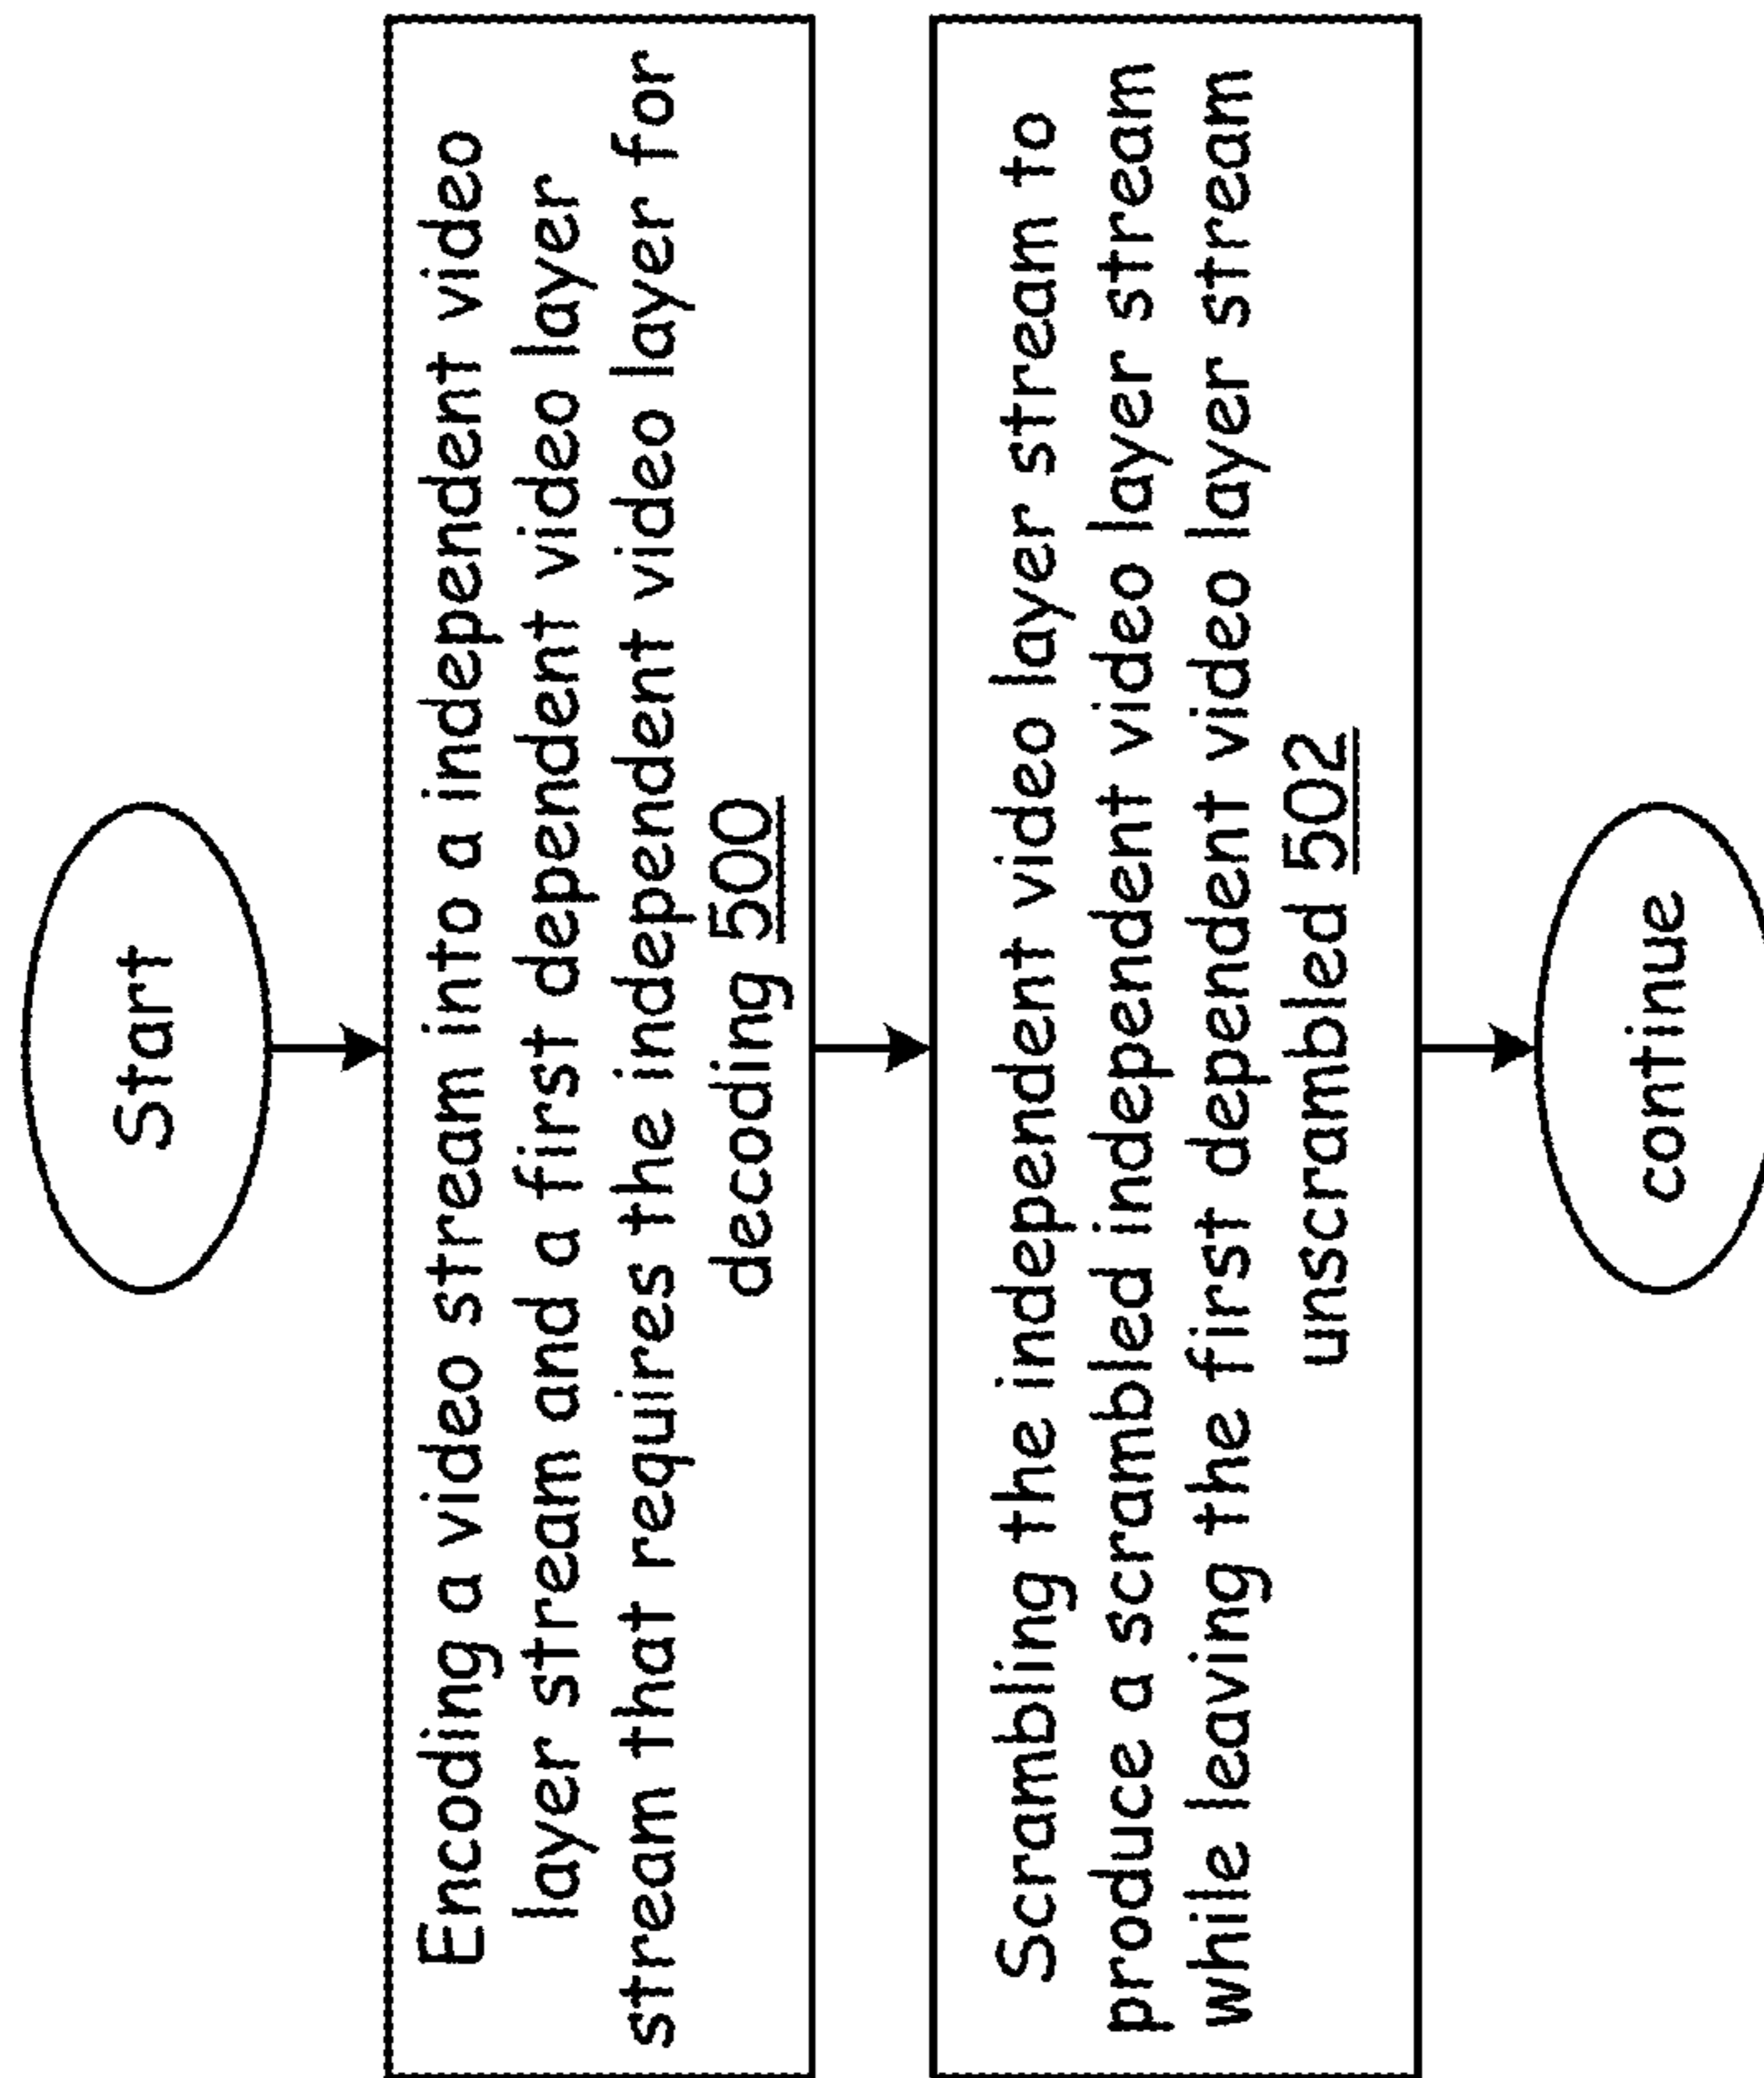 Start
Encoding a video stream into a independent video
layer stream and a first dependent video layer
stream that requires the independent video layer for
decoding 500
Scrambling the independent video layer stream to
produce a scrambled independent video layer stream
while leaving the first dependent video layer stream
unscrambled 502
continue